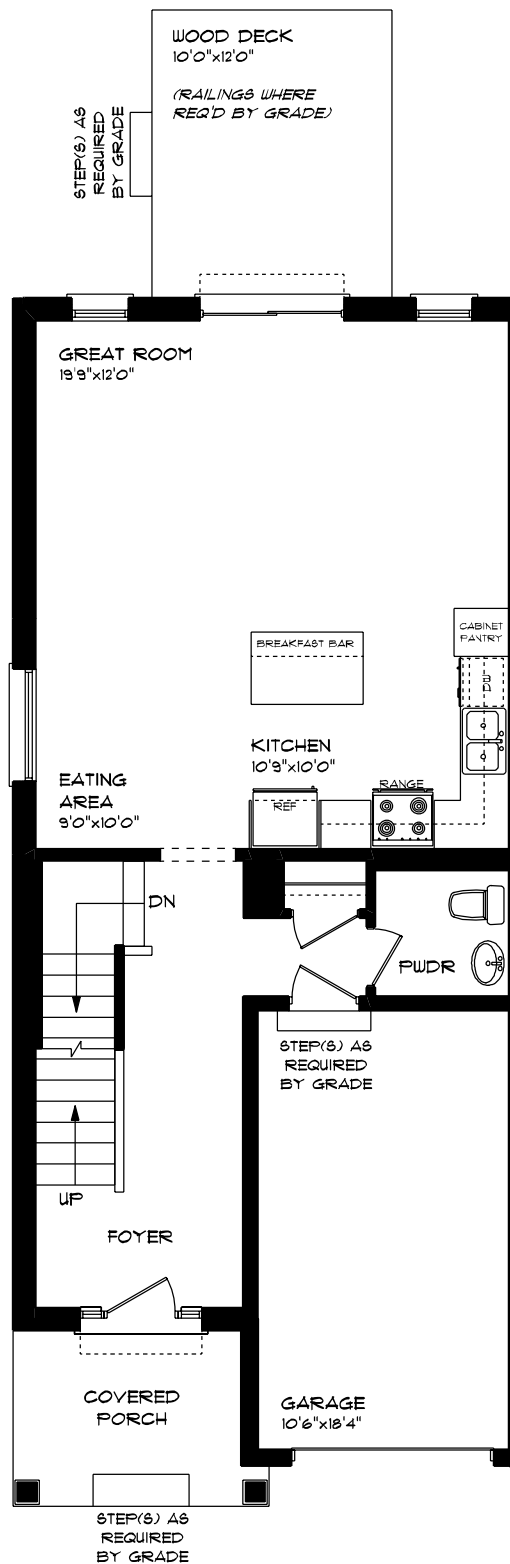 WOOD DECK
10'0"x12'0"
(RAILINGS WHERE
REQ'D BY GRADE)
STEP(S) AS
REQUIRED
BY GRADE
GREAT ROOM
19'9"x12'0"
CABINET
PANTRY
BREAKFAST BAR
DW
KITCHEN
10'9"x10'0"
EATING
AREA
9'0"x10'0"
REF
RANGE
DN
PWDR
STEP(S) AS
REQUIRED
BY GRADE
UP
FOYER
COVERED
PORCH
GARAGE
10'6"x18'4"
STEP(S) AS
REQUIRED
BY GRADE